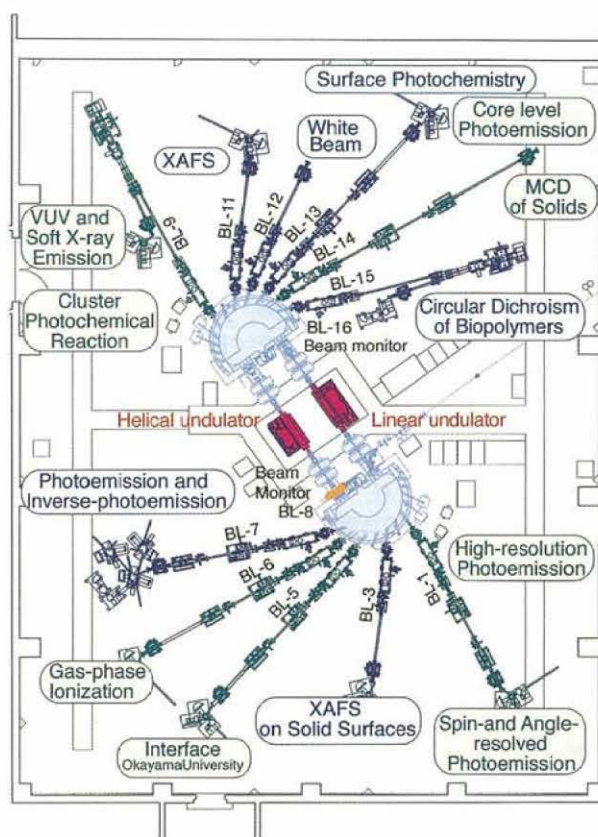 Surface Photochemistry
Core level
Photoemission
White
Beam
XAFS
MCD
of Solids
VUV and
Soft X-ray
Emission
BL-9
BL-11
BL-12
BL-13
BL-14
BL-15
Cluster
Photochemical
Reaction
Circular Dichroism
of Biopolymers
BL-16
Beam monitor
Helical undulator
Linear undulator
Beam
Monitor
BL-8
Photoemission and
Inverse-photoemission
BL-7
BL-6
BL-5
BL-3
BL-1
High-resolution
Photoemission
Gas-phase
Ionization
XAFS
on Solid Surfaces
Interface
OkayamaUniversity
Spin-and Angle-
resolved
Photoemission